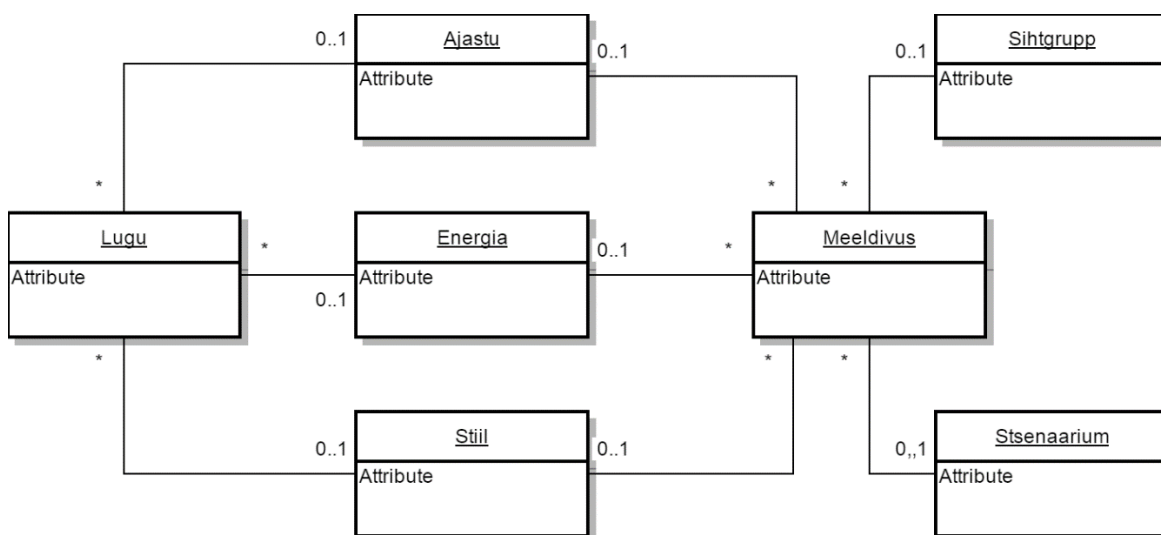 0..1
Ajastu
Attribute
0..1
0..1
Sihtgrupp
Attribute
*
*
*
Lugu
Attribute
*
0..1
Energia
Attribute
0..1
*
Meeldivus
Attribute
*
*
*
0..1
Stiil
Attribute
0..1
0,,1
Stsenaarium
Attribute